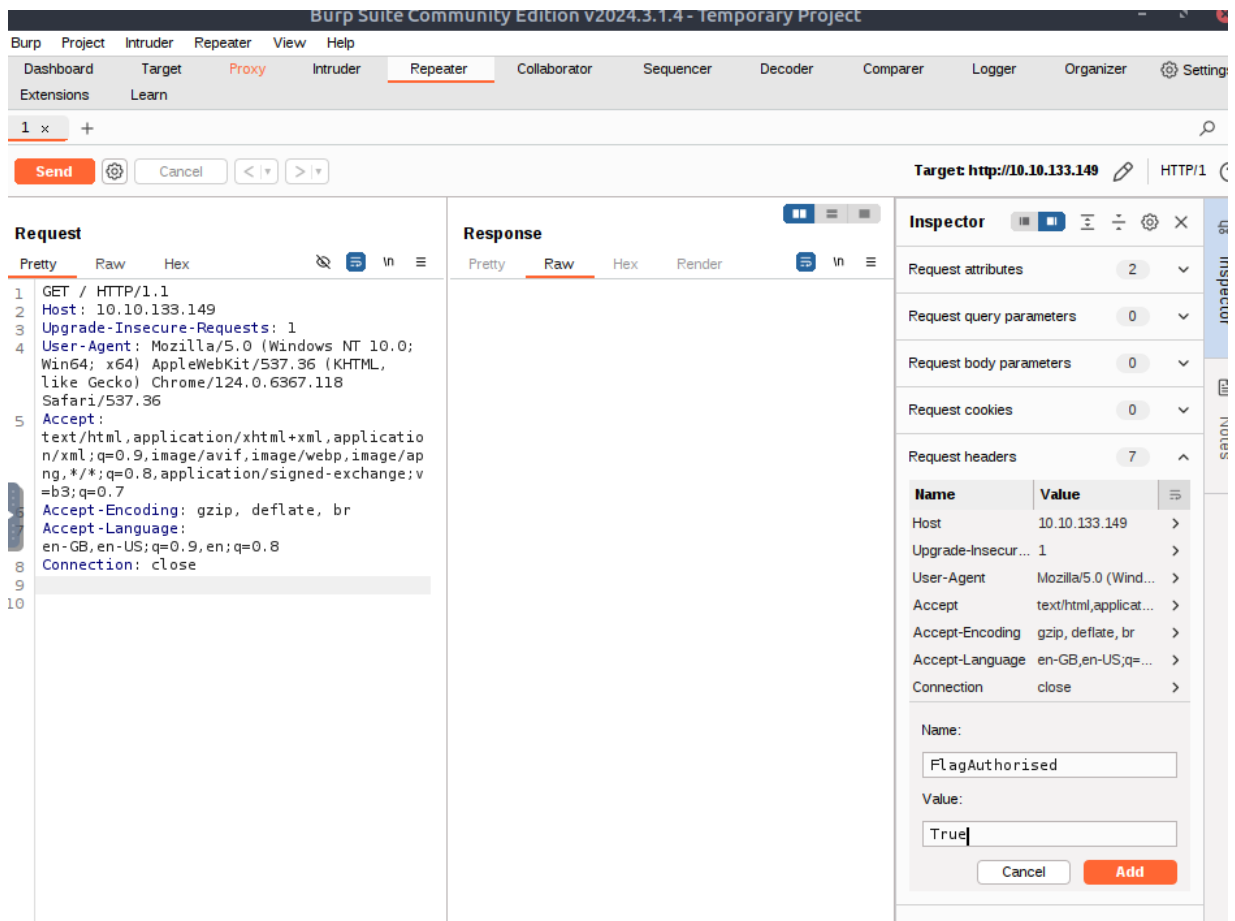 Burp Suite Community Edition v2024.3.1.4 - Temporary Project
Burp Project Intruder Repeater View Help
Dashboard Target Proxy Intruder Repeater Collaborator Sequencer Decoder Comparer Logger Organizer Settings
Extensions Learn
1 × +
Send Cancel < > Target: http://10.10.133.149 HTTP/1
Request
Pretty Raw Hex \n
1 GET / HTTP/1.1
2 Host: 10.10.133.149
3 Upgrade-Insecure-Requests: 1
4 User-Agent: Mozilla/5.0 (Windows NT 10.0;
Win64; x64) AppleWebKit/537.36 (KHTML,
like Gecko) Chrome/124.0.6367.118
Safari/537.36
5 Accept:
text/html,application/xhtml+xml,applicatio
n/xml;q=0.9,image/avif,image/webp,image/ap
ng,*/*;q=0.8,application/signed-exchange;v
=b3;q=0.7
6 Accept-Encoding: gzip, deflate, br
7 Accept-Language:
en-GB,en-US;q=0.9,en;q=0.8
8 Connection: close
9
10
Response
Pretty Raw Hex Render \n
Inspector
Request attributes 2
Request query parameters 0
Request body parameters 0
Request cookies 0
Request headers 7
Name Value
Host 10.10.133.149 >
Upgrade-Insecur... 1 >
User-Agent Mozilla/5.0 (Wind... >
Accept text/html,applicat... >
Accept-Encoding gzip, deflate, br >
Accept-Language en-GB,en-US;q=... >
Connection close >
Name:
FlagAuthorised
Value:
True
Cancel Add
Inspector
Notes